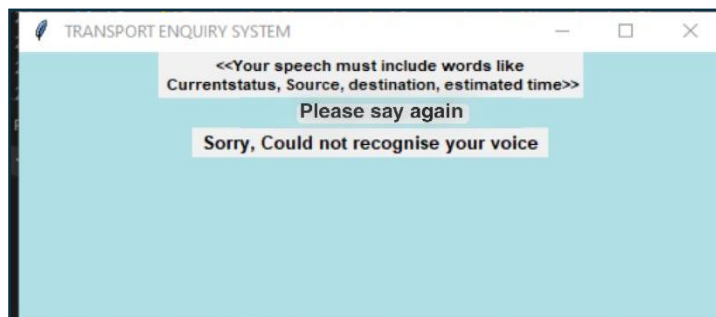 TRANSPORT ENQUIRY SYSTEM
<<Your speech must include words like
Currentstatus, Source, destination, estimated time>>
Please say again
Sorry, Could not recognise your voice